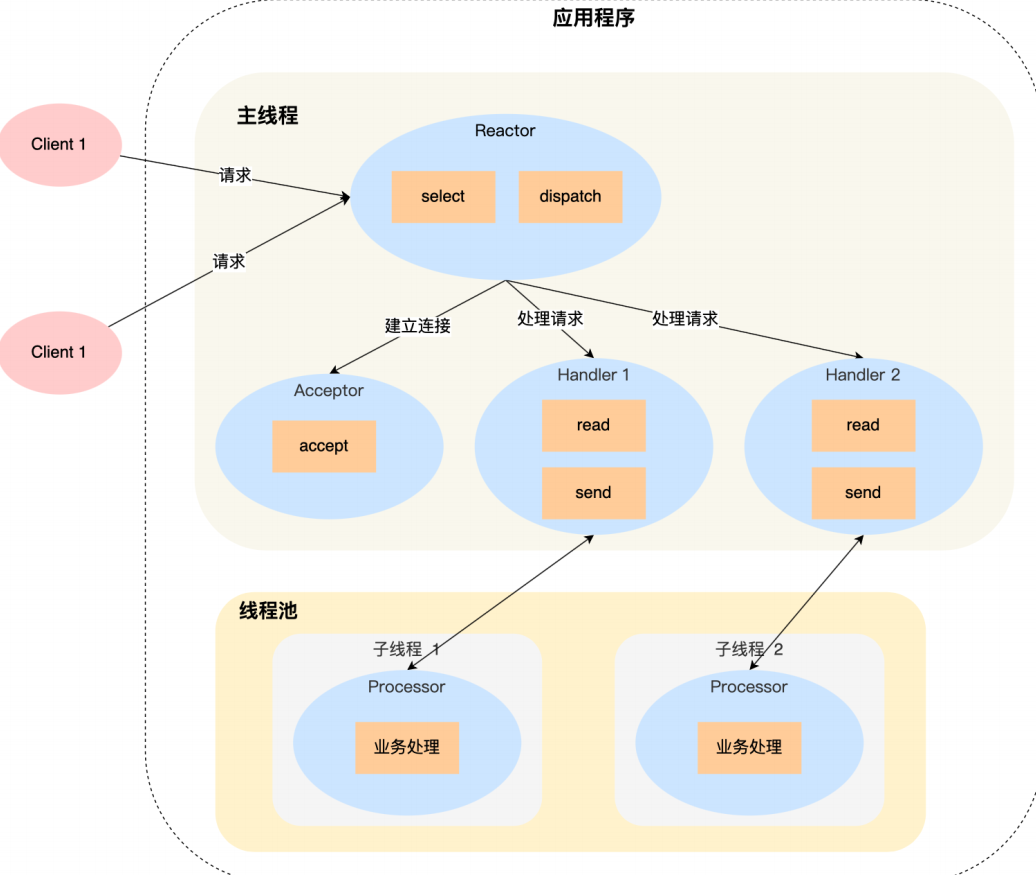 应用程序
主线程
Reactor
Client 1
请求
select
dispatch
请求
建立连接
处理请求
处理请求
Client 1
Acceptor
Handler 1
Handler 2
accept
read
read
send
send
线程池
子线程 1
子线程 2
Processor
Processor
业务处理
业务处理